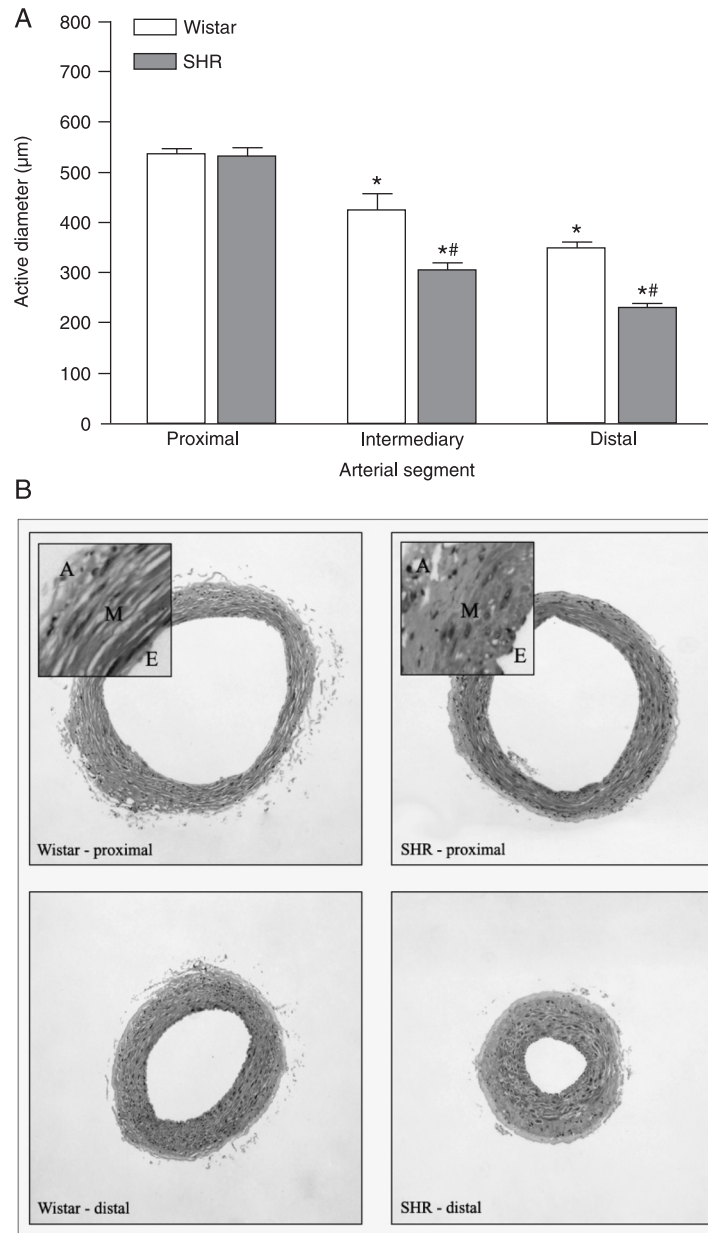 A
800
700
600
500
400
300
200
100
0
Active diameter (µm)
Wistar
SHR
*
*#
*
*#
Proximal Intermediary Distal
Arterial segment
B
A
M
E
Wistar - proximal
A
M
E
SHR - proximal
Wistar - distal
SHR - distal